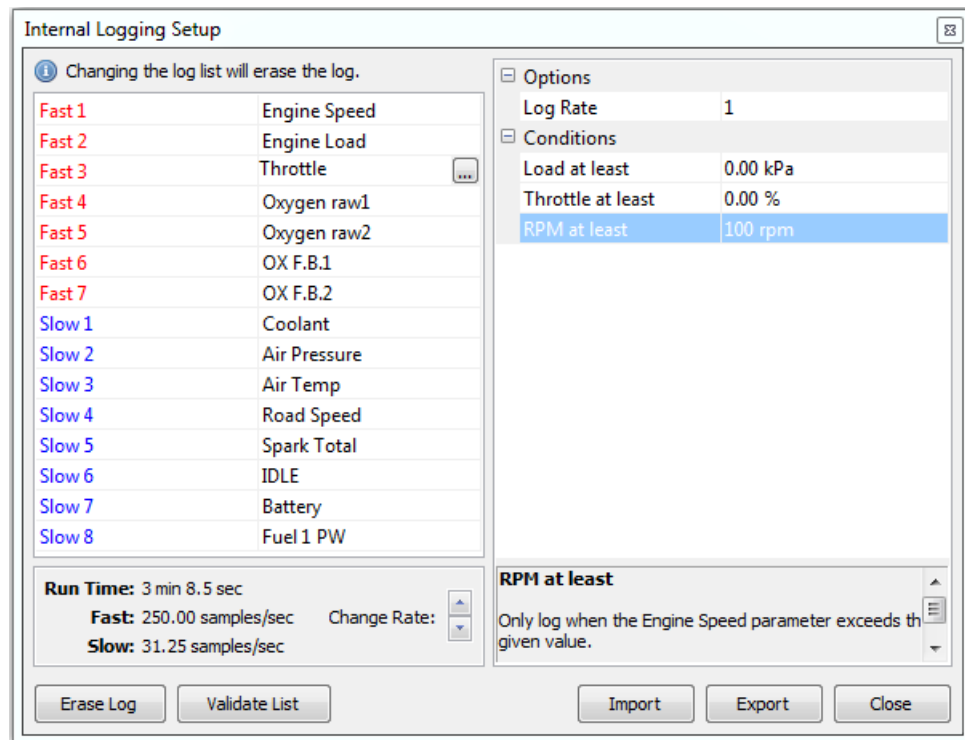 Internal Logging Setup
Changing the log list will erase the log.
Fast 1 Engine Speed
Fast 2 Engine Load
Fast 3 Throttle ...
Fast 4 Oxygen raw1
Fast 5 Oxygen raw2
Fast 6 OX F.B.1
Fast 7 OX F.B.2
Slow 1 Coolant
Slow 2 Air Pressure
Slow 3 Air Temp
Slow 4 Road Speed
Slow 5 Spark Total
Slow 6 IDLE
Slow 7 Battery
Slow 8 Fuel 1 PW
Run Time: 3 min 8.5 sec
Fast: 250.00 samples/sec Change Rate:
Slow: 31.25 samples/sec
Options
Log Rate 1
Conditions
Load at least 0.00 kPa
Throttle at least 0.00 %
RPM at least 100 rpm
RPM at least
Only log when the Engine Speed parameter exceeds th
given value.
Erase Log Validate List Import Export Close